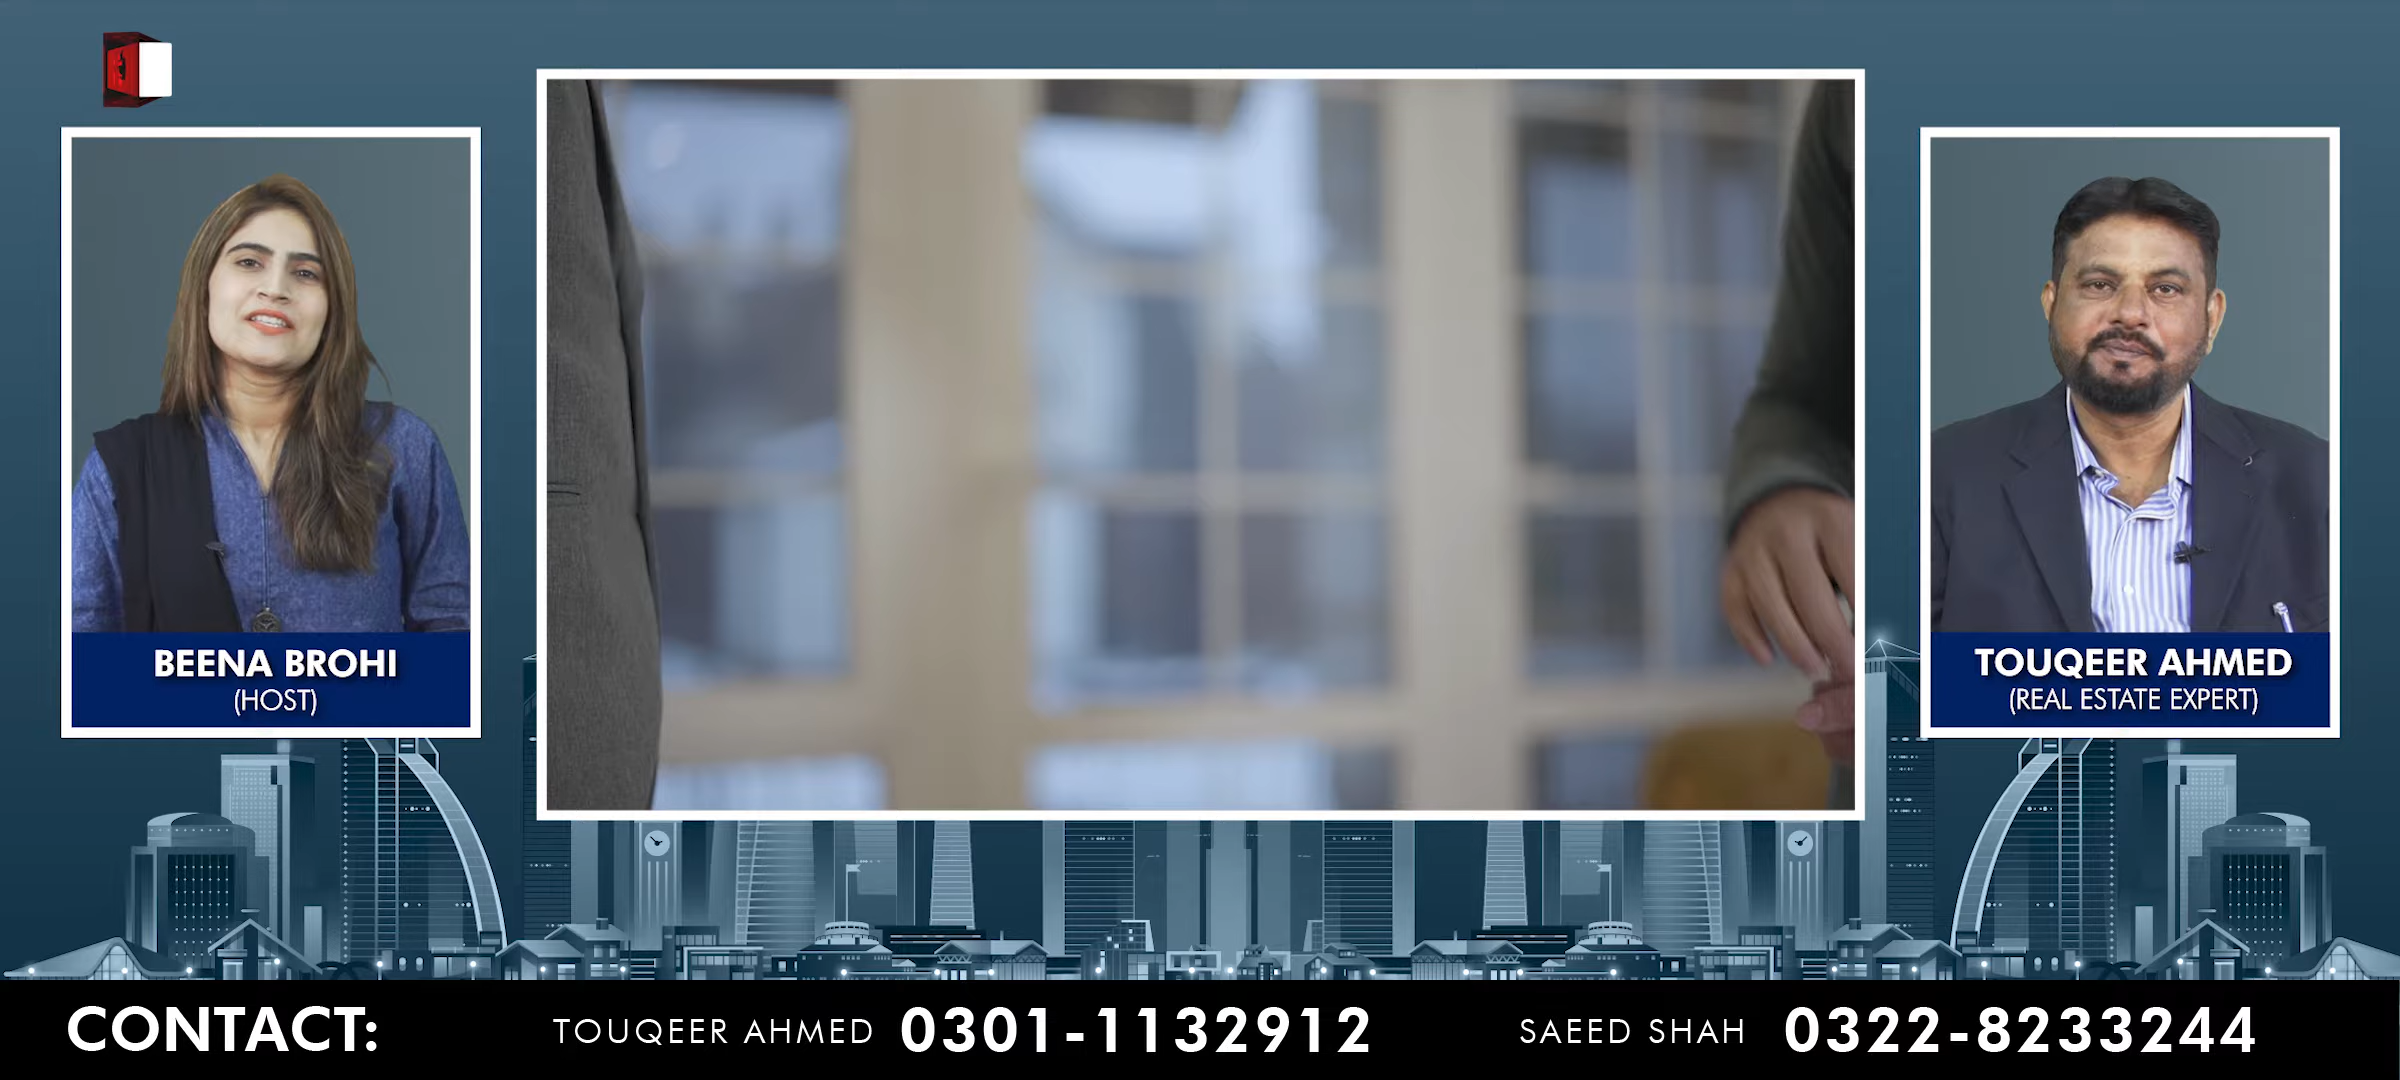 BEENA BROHI
(HOST)
TOUQEER AHMED
(REAL ESTATE EXPERT)
CONTACT: TOUQEER AHMED 0301-1132912 SAEED SHAH 0322-8233244